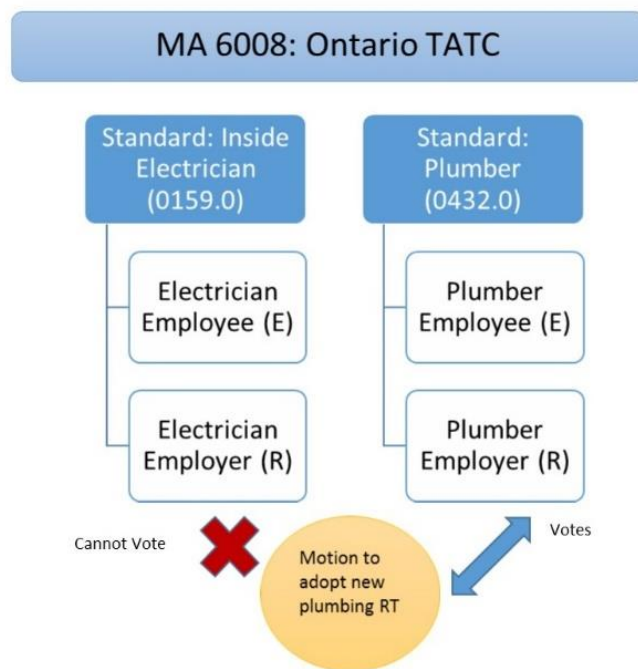 MA 6008: Ontario TATC
Standard: Inside
Electrician
(0159.0)
Electrician
Employee (E)
Electrician
Employer (R)
Standard:
Plumber
(0432.0)
Plumber
Employee (E)
Plumber
Employer (R)
Cannot Vote
Motion to
adopt new
plumbing RT
Votes